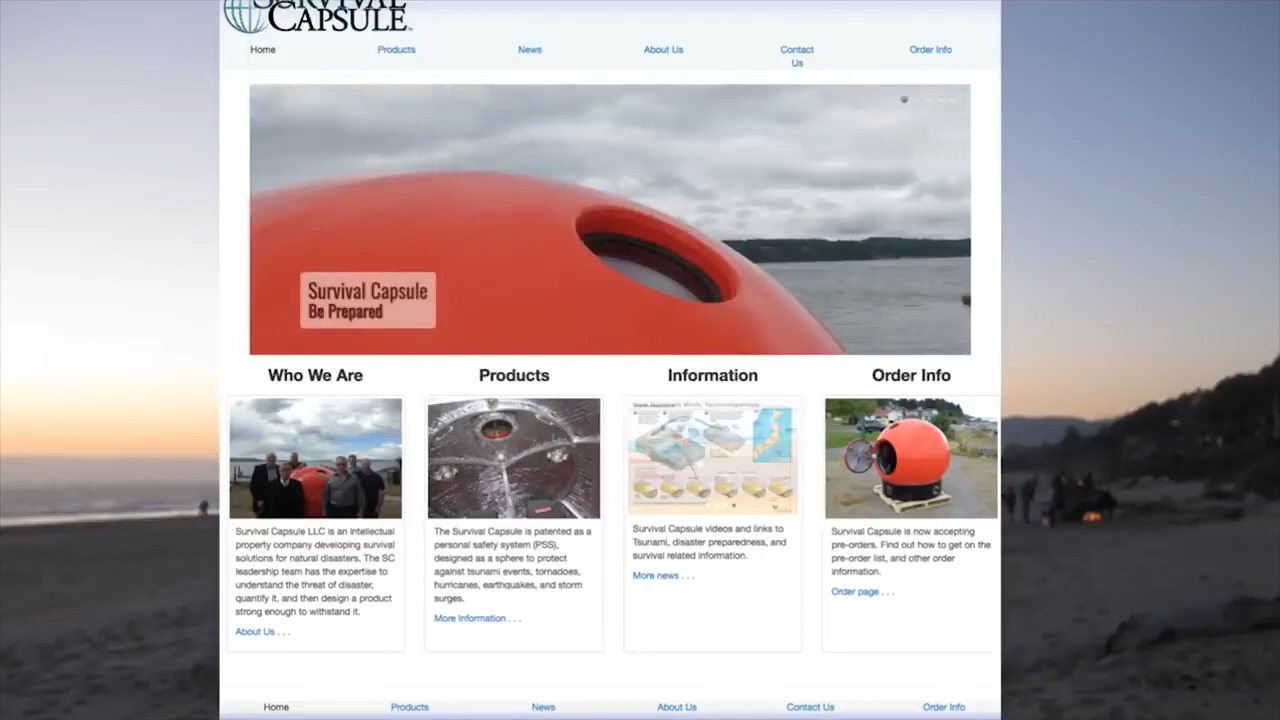 SURVIVAL
CAPSULE
Home Products News About Us Contact Us Order Info
Survival Capsule
Be Prepared
Who We Are
Survival Capsule LLC is an intellectual
property company developing survival
solutions for natural disasters. The SC
leadership team has the expertise to
understand the threat of disaster,
quantify it, and then design a product
strong enough to withstand it.
About Us . . .
Products
The Survival Capsule is patented as a
personal safety system (PSS),
designed as a sphere to protect
against tsunami events, tornadoes,
hurricanes, earthquakes, and storm
surges.
More Information . . .
Information
Survival Capsule videos and links to
Tsunami, disaster preparedness, and
survival related information.
More news . . .
Order Info
Survival Capsule is now accepting
pre-orders. Find out how to get on the
pre-order list, and other order
information.
Order page . . .
Home Products News About Us Contact Us Order Info